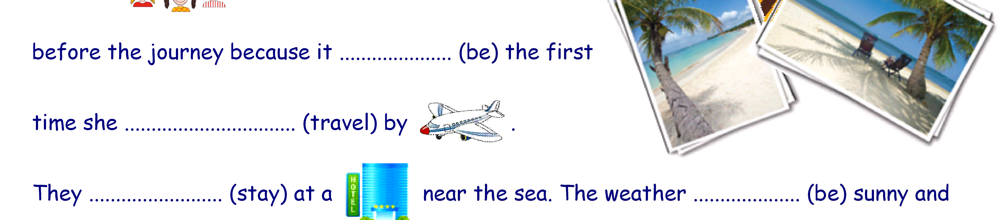 before the journey because it ..................... (be) the first
time she ................................ (travel) by .
They ......................... (stay) at a HOTEL near the sea. The weather .................... (be) sunny and